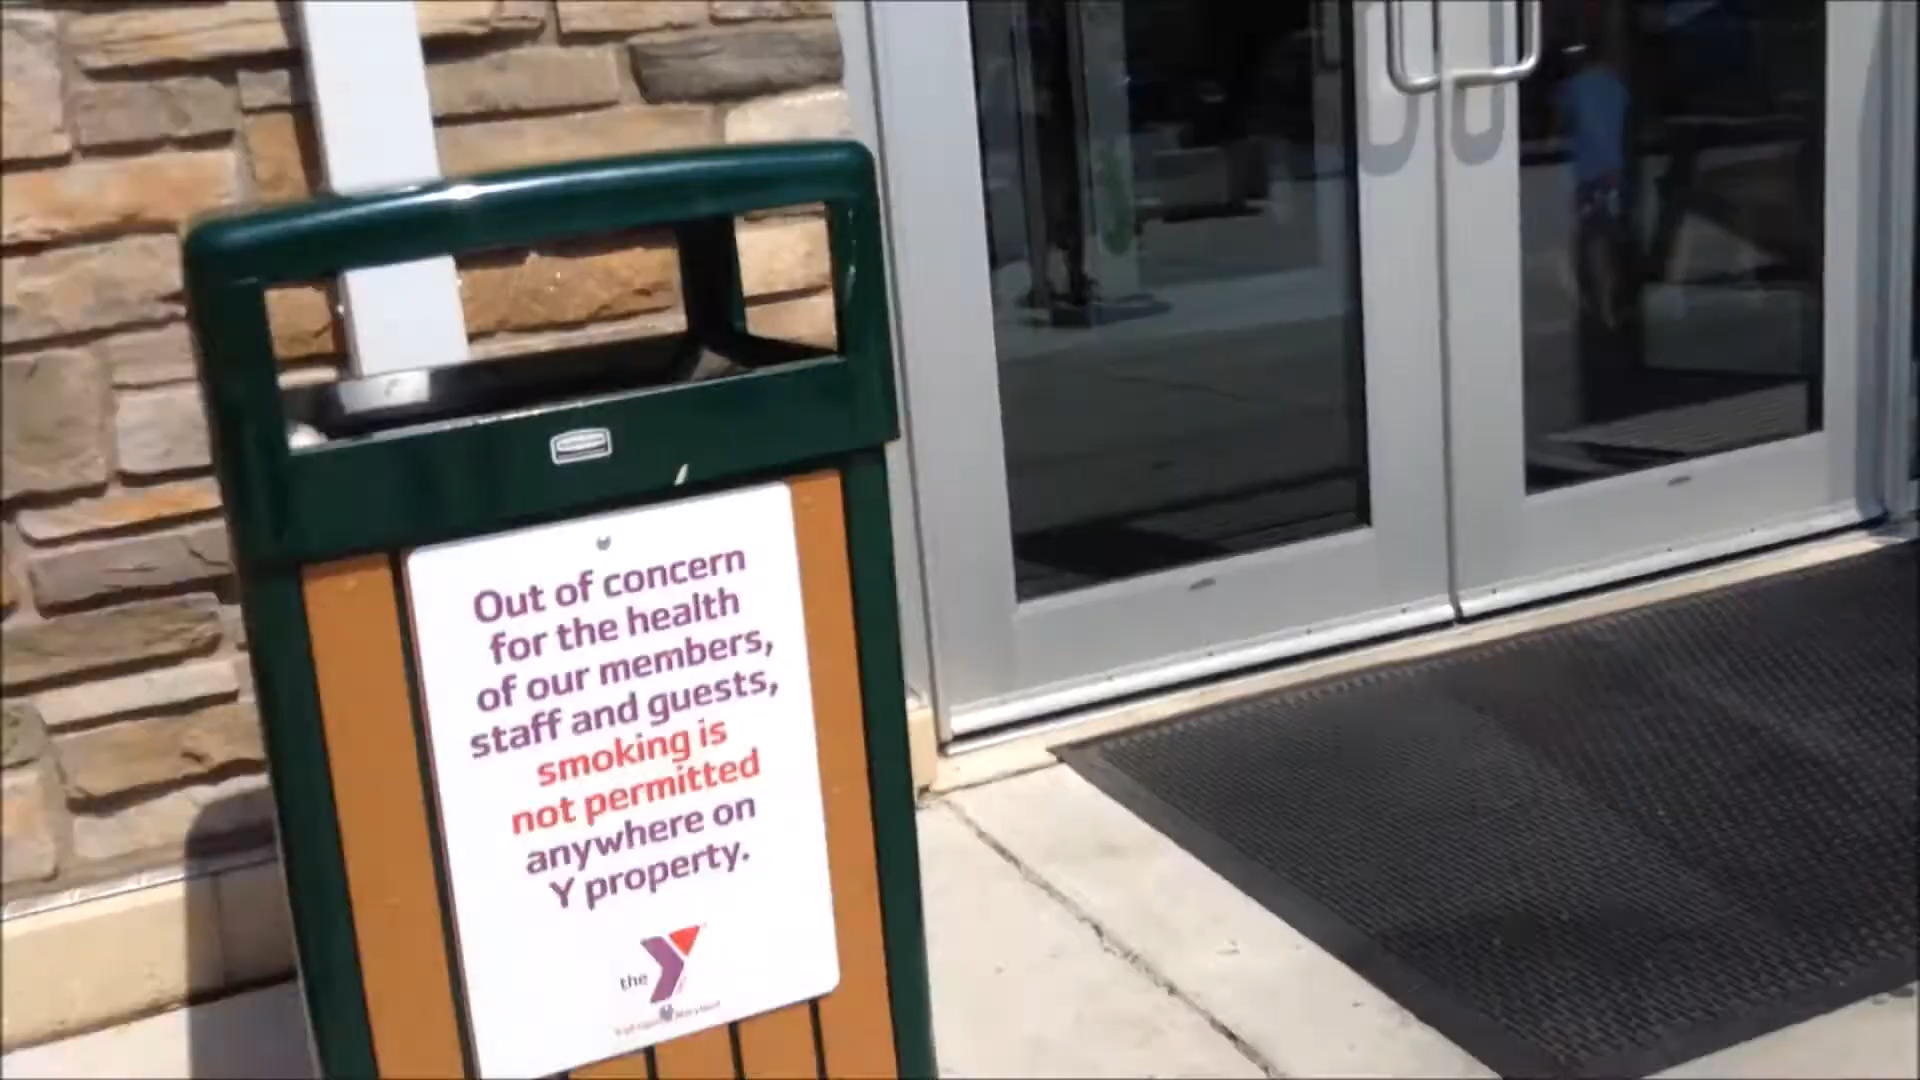 Out of concern
for the health
of our members,
staff and guests,
smoking is
not permitted
anywhere on
Y property.
the Y
Maryland